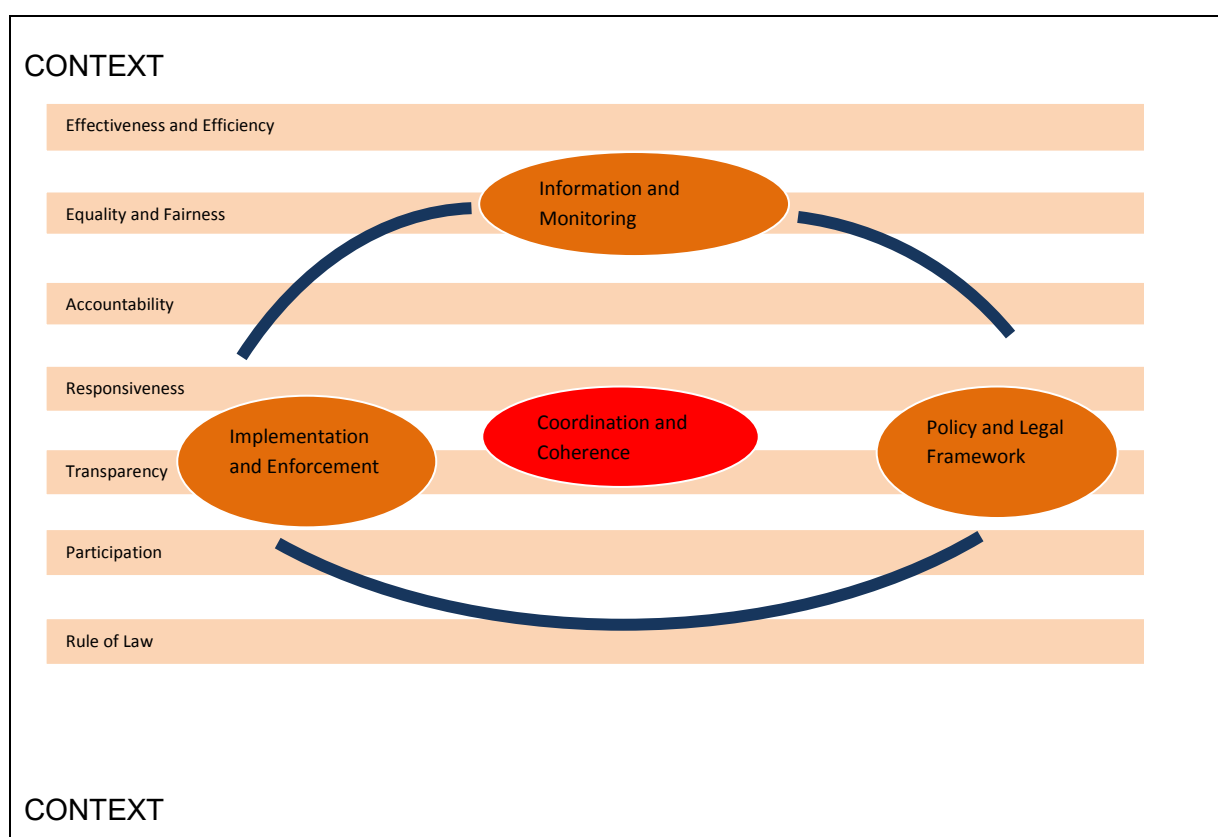 CONTEXT
Effectiveness and Efficiency
Information and
Monitoring
Equality and Fairness
Accountability
Responsiveness
Coordination and
Coherence
Implementation
and Enforcement
Policy and Legal
Framework
Transparency
Participation
Rule of Law
CONTEXT